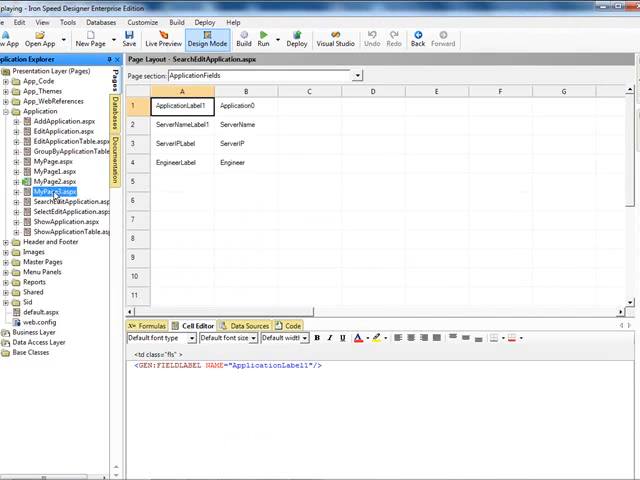 playing - Iron Speed Designer Enterprise Edition
Edit View Tools Databases Customize Build Deploy Help
New App Open App New Page Save Live Preview Design Mode Build Run Deploy Visual Studio Undo Redo Back Forward
Application Explorer
Page Layout - SearchEditApplication.aspx
Presentation Layer (Pages)
App_Code
App_Themes
App_WebReferences
Application
AddApplication.aspx
EditApplication.aspx
EditApplicationTable.asp
GroupByApplicationTable
MyPage.aspx
MyPage1.aspx
MyPage2.aspx
MyPage3.aspx
SearchEditApplication.as
SelectEditApplication.as
ShowApplication.aspx
ShowApplicationTable.asp
Header and Footer
Images
Master Pages
Menu Panels
Reports
Shared
Sid
default.aspx
web.config
Business Layer
Data Access Layer
Base Classes
Pages
Databases
Documentation
Page section: ApplicationFields
A B C D E F G
1 ApplicationLabel1 Application0
2 ServerNameLabel1 ServerName
3 ServerIPLabel ServerIP
4 EngineerLabel Engineer
5
6
7
8
9
10
11
Formulas Cell Editor Data Sources Code
Default font type Default font size Default width B I U A
<td class="fls" >
<GEN:FIELDLABEL NAME="ApplicationLabel1"/>